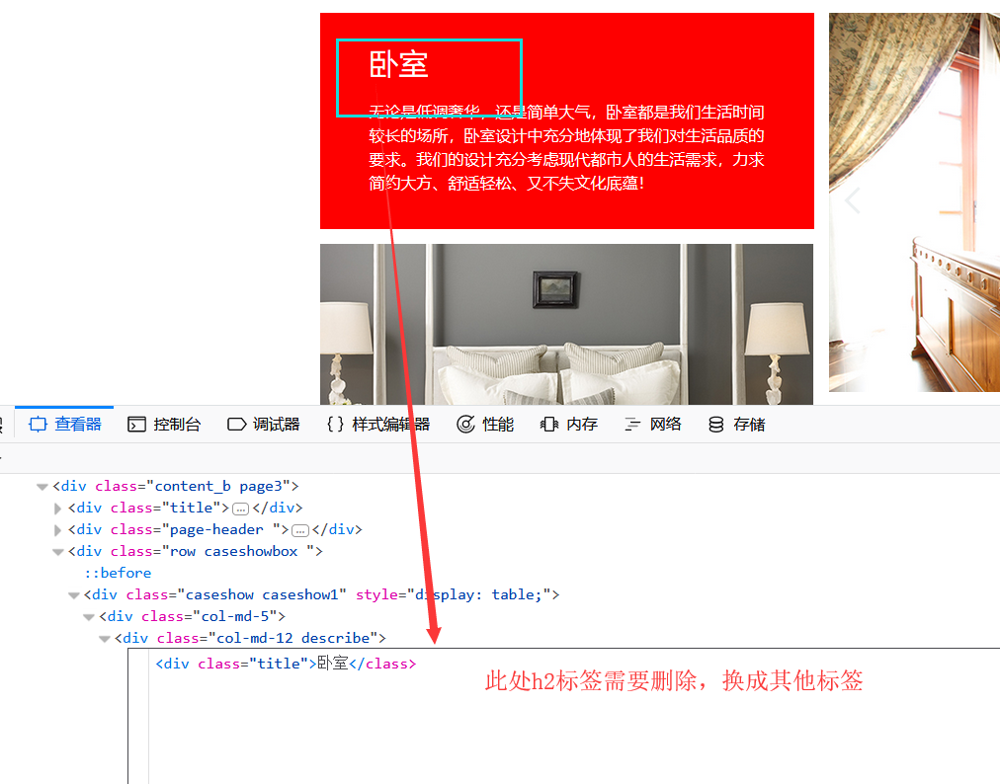 卧室
无论是低调奢华，还是简单大气，卧室都是我们生活时间
较长的场所，卧室设计中充分地体现了我们对生活品质的
要求。我们的设计充分考虑现代都市人的生活需求，力求
简约大方、舒适轻松、又不失文化底蕴！
查看器 控制台 调试器 {} 样式编辑器 性能 内存 网络 存储
<div class="content_b page3">
<div class="title">…</div>
<div class="page-header ">…</div>
<div class="row caseshowbox ">
::before
<div class="caseshow caseshow1" style="display: table;">
<div class="col-md-5">
<div class="col-md-12 describe">
<div class="title">卧室</class>
此处h2标签需要删除，换成其他标签